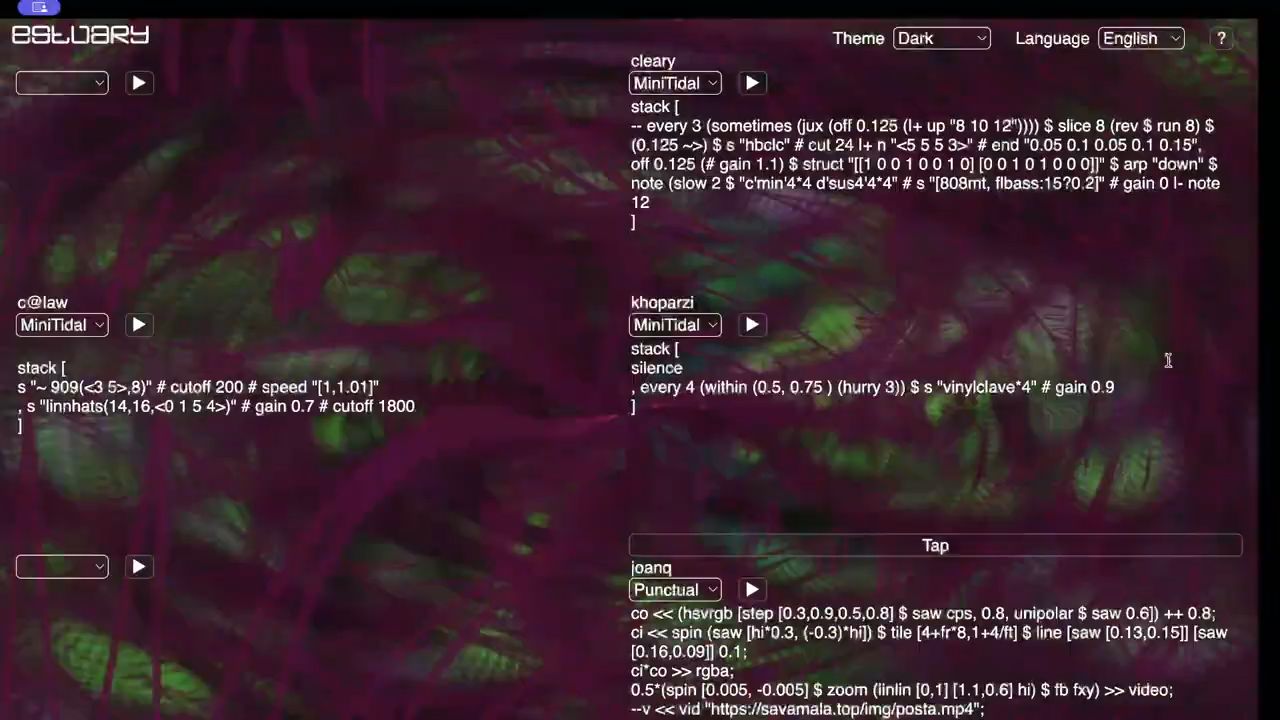 estuary
Theme Dark Language English ?
cleary
MiniTidal
stack [
-- every 3 (sometimes (jux (off 0.125 (|+ up "8 10 12")))) $ slice 8 (rev $ run 8) $
(0.125 ~>) $ s "hbclc" # cut 24 |+ n "<5 5 5 3>" # end "0.05 0.1 0.05 0.1 0.15",
off 0.125 (# gain 1.1) $ struct "[[1 0 0 1 0 0 1 0] [0 0 1 0 1 0 0 0]]" $ arp "down" $
note (slow 2 $ "c'min'4*4 d'sus4'4*4" # s "[808mt, flbass:15?0.2]" # gain 0 |- note
12
]
c@law
MiniTidal
stack [
s "~ 909(<3 5>,8)" # cutoff 200 # speed "[1,1.01]"
, s "linnhats(14,16,<0 1 5 4>)" # gain 0.7 # cutoff 1800
]
khoparzi
MiniTidal
stack [
silence
, every 4 (within (0.5, 0.75 ) (hurry 3)) $ s "vinylclave*4" # gain 0.9
]
Tap
joanq
Punctual
co << (hsvrgb [step [0.3,0.9,0.5,0.8] $ saw cps, 0.8, unipolar $ saw 0.6]) ++ 0.8;
ci << spin (saw [hi*0.3, (-0.3)*hi]) $ tile [4+fr*8,1+4/ft] $ line [saw [0.13,0.15]] [saw
[0.16,0.09]] 0.1;
ci*co >> rgba;
0.5*(spin [0.005, -0.005] $ zoom (linlin [0,1] [1.1,0.6] hi) $ fb fxy) >> video;
--v << vid "https://savamala.top/img/posta.mp4";